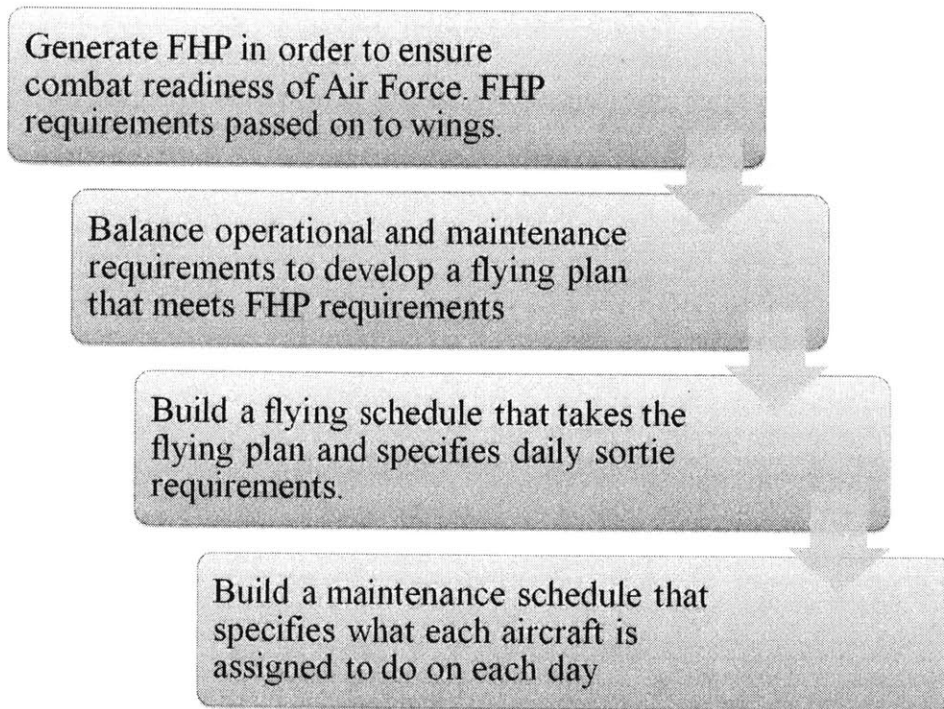 Generate FHP in order to ensure
combat readiness of Air Force. FHP
requirements passed on to wings.
Balance operational and maintenance
requirements to develop a flying plan
that meets FHP requirements
Build a flying schedule that takes the
flying plan and specifies daily sortie
requirements.
Build a maintenance schedule that
specifies what each aircraft is
assigned to do on each day